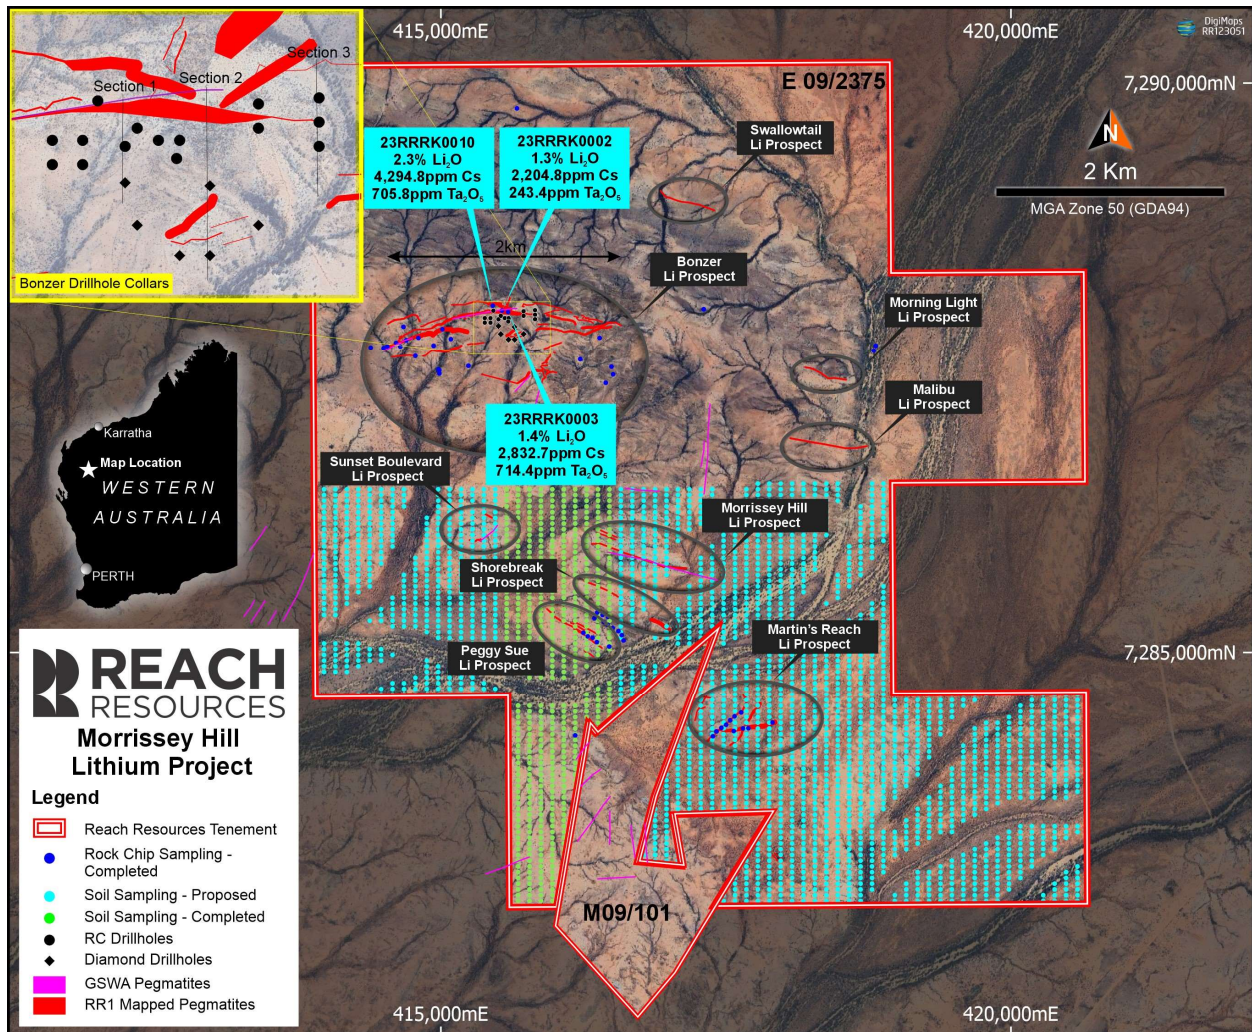 415,000mE
420,000mE
DigiMaps
RR123051
Section 3
Section 2
Section 1
Bonzer Drillhole Collars
E 09/2375
7,290,000mN
N
2 Km
MGA Zone 50 (GDA94)
Swallowtail
Li Prospect
23RRRK0010
2.3% Li₂O
4,294.8ppm Cs
705.8ppm Ta₂O₅
23RRRK0002
1.3% Li₂O
2,204.8ppm Cs
243.4ppm Ta₂O₅
2km
Bonzer
Li Prospect
Morning Light
Li Prospect
Malibu
Li Prospect
23RRRK0003
1.4% Li₂O
2,832.7ppm Cs
714.4ppm Ta₂O₅
Karratha
Map Location
WESTERN
AUSTRALIA
PERTH
Sunset Boulevard
Li Prospect
Morrissey Hill
Li Prospect
Shorebreak
Li Prospect
Peggy Sue
Li Prospect
Martin's Reach
Li Prospect
7,285,000mN
REACH
RESOURCES
Morrissey Hill
Lithium Project
Legend
Reach Resources Tenement
Rock Chip Sampling -
Completed
Soil Sampling - Proposed
Soil Sampling - Completed
RC Drillholes
Diamond Drillholes
GSWA Pegmatites
RR1 Mapped Pegmatites
M09/101
415,000mE
420,000mE